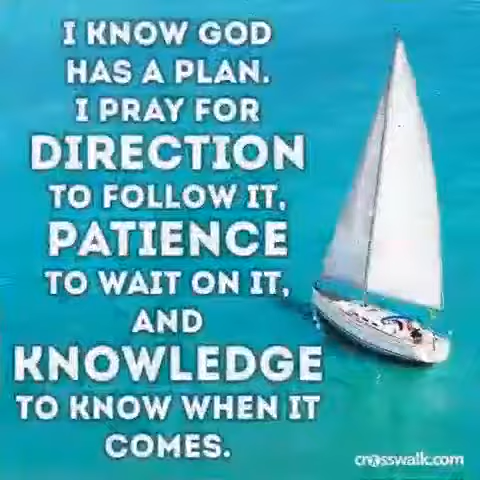 I KNOW GOD
HAS A PLAN.
I PRAY FOR
DIRECTION
TO FOLLOW IT,
PATIENCE
TO WAIT ON IT,
AND
KNOWLEDGE
TO KNOW WHEN IT
COMES.
crosswalk.com